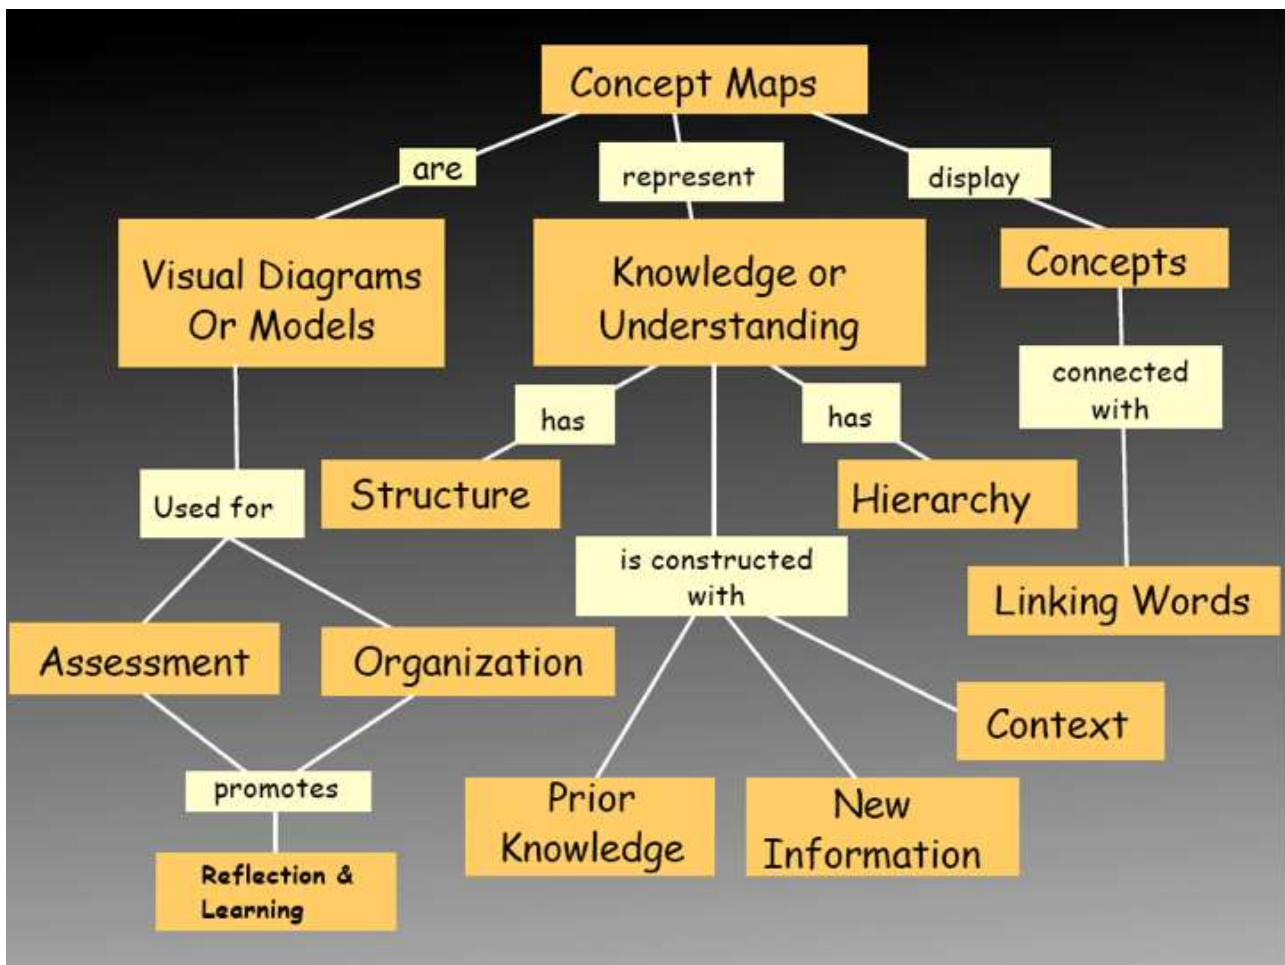 Concept Maps
are
represent
display
Visual Diagrams
Or Models
Knowledge or
Understanding
Concepts
has
has
connected
with
Used for
Structure
Hierarchy
is constructed
with
Linking Words
Assessment
Organization
Context
promotes
Prior
Knowledge
New
Information
Reflection &
Learning